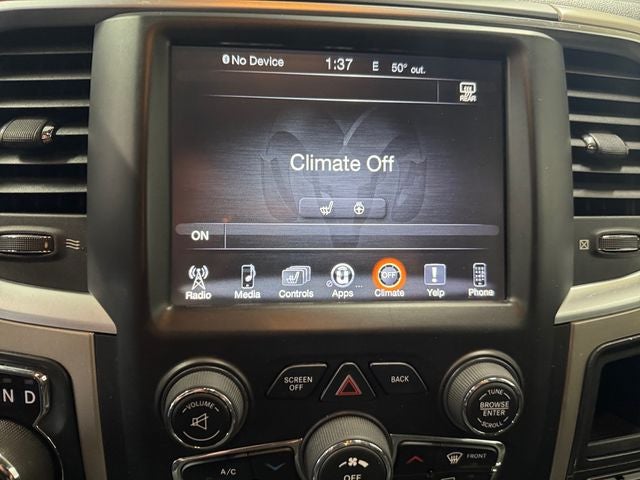 No Device 1:37 E 50° out.
REAR
Climate Off
ON
Radio Media Controls Apps OFF Climate Yelp Phone
N D
SCREEN OFF
BACK
VOLUME
TUNE
BROWSE
ENTER
SCROLL
A/C
OFF
FRONT